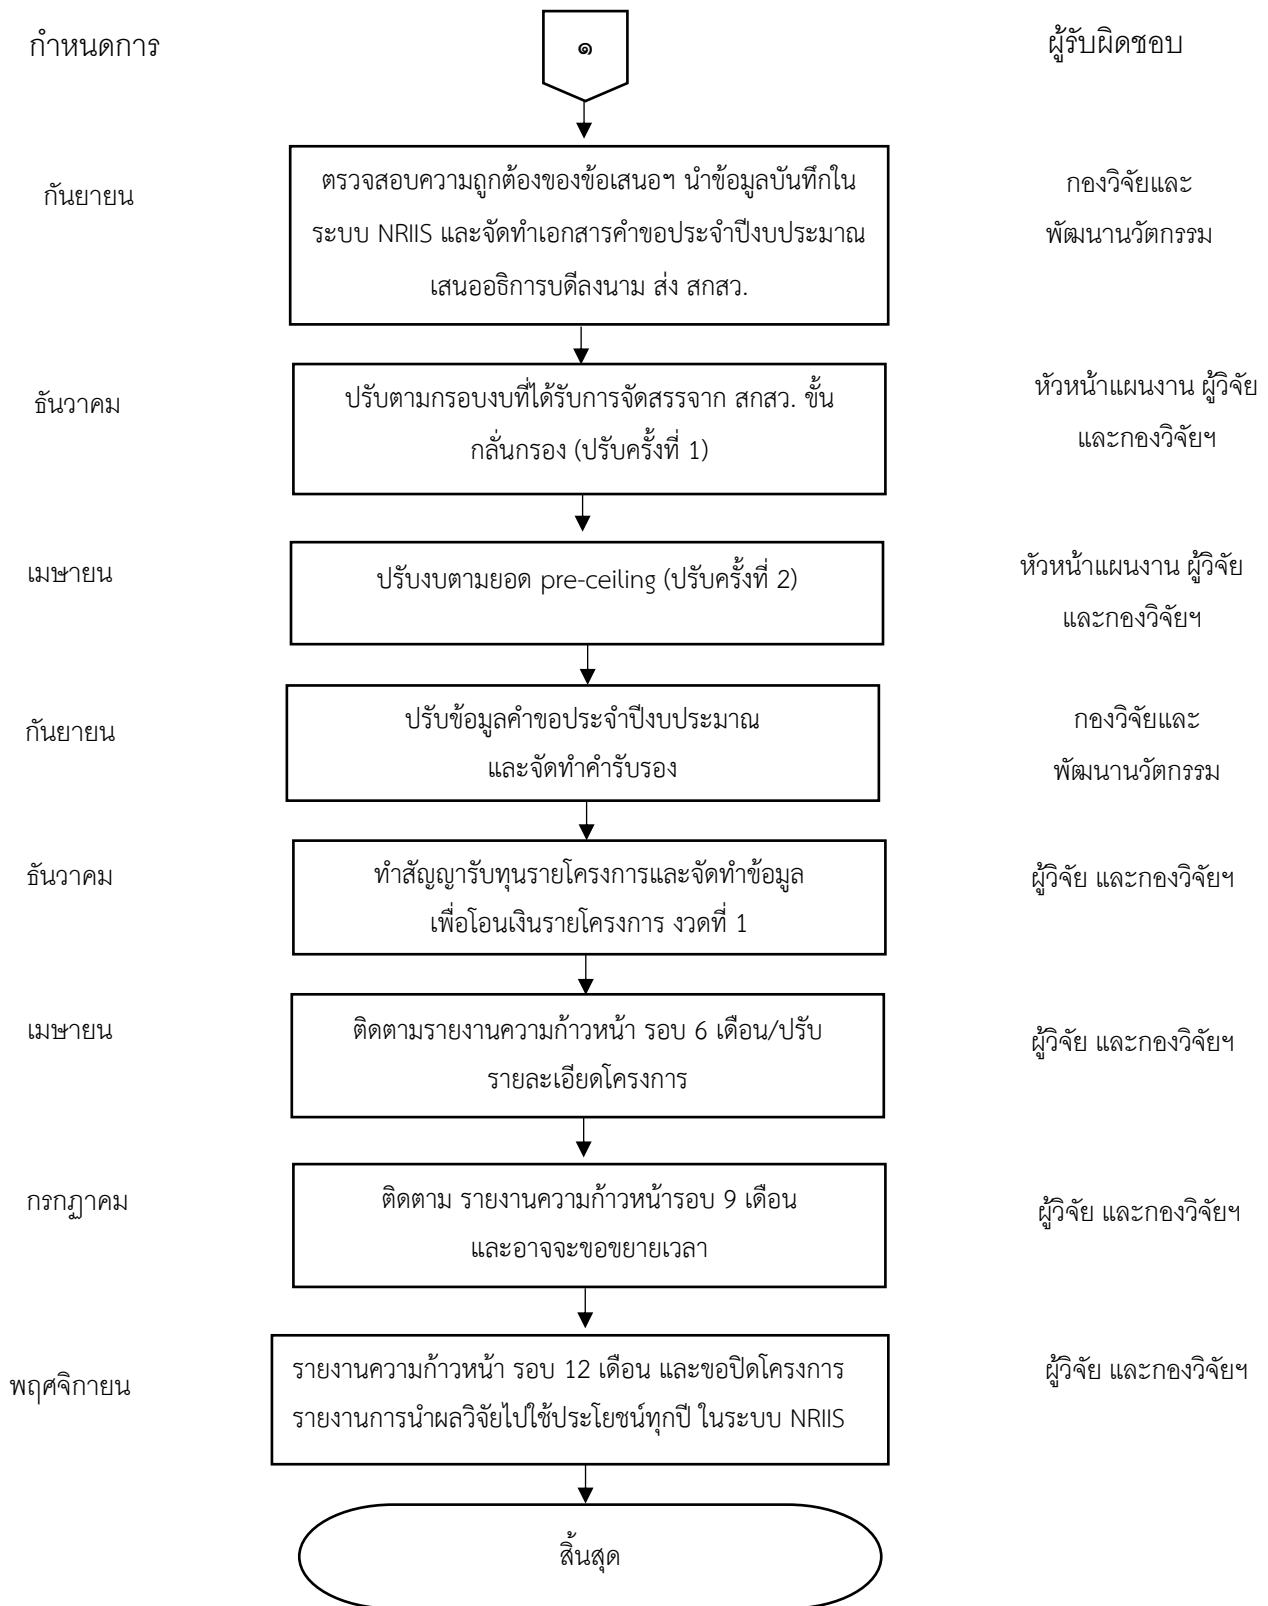 กำหนดการ
๑
ผู้รับผิดชอบ
กันยายน
ตรวจสอบความถูกต้องของข้อเสนอฯ นำข้อมูลบันทึกใน
ระบบ NRIIS และจัดทำเอกสารคำขอประจำปีงบประมาณ
เสนออธิการบดีลงนาม ส่ง สกสว.
กองวิจัยและ
พัฒนานวัตกรรม
ธันวาคม
ปรับตามกรอบงบที่ได้รับการจัดสรรจาก สกสว. ขั้น
กลั่นกรอง (ปรับครั้งที่ 1)
หัวหน้าแผนงาน ผู้วิจัย
และกองวิจัยฯ
เมษายน
ปรับงบตามยอด pre-ceiling (ปรับครั้งที่ 2)
หัวหน้าแผนงาน ผู้วิจัย
และกองวิจัยฯ
กันยายน
ปรับข้อมูลคำขอประจำปีงบประมาณ
และจัดทำคำรับรอง
กองวิจัยและ
พัฒนานวัตกรรม
ธันวาคม
ทำสัญญารับทุนรายโครงการและจัดทำข้อมูล
เพื่อโอนเงินรายโครงการ งวดที่ 1
ผู้วิจัย และกองวิจัยฯ
เมษายน
ติดตามรายงานความก้าวหน้า รอบ 6 เดือน/ปรับ
รายละเอียดโครงการ
ผู้วิจัย และกองวิจัยฯ
กรกฎาคม
ติดตาม รายงานความก้าวหน้ารอบ 9 เดือน
และอาจจะขอขยายเวลา
ผู้วิจัย และกองวิจัยฯ
พฤศจิกายน
รายงานความก้าวหน้า รอบ 12 เดือน และขอปิดโครงการ
รายงานการนำผลวิจัยไปใช้ประโยชน์ทุกปี ในระบบ NRIIS
ผู้วิจัย และกองวิจัยฯ
สิ้นสุด